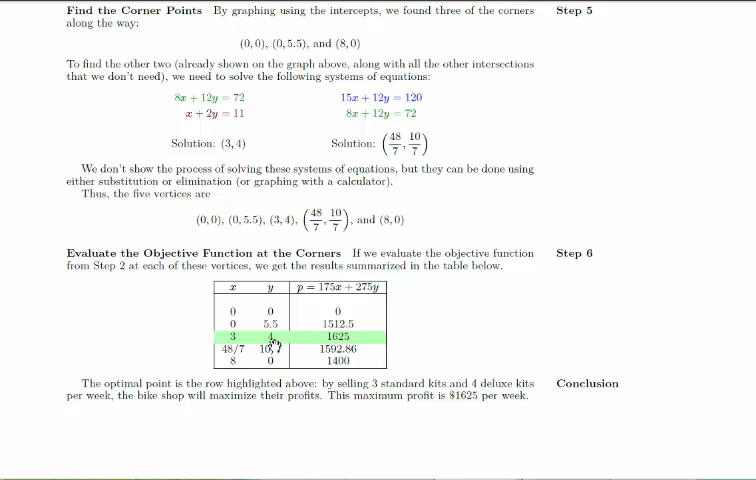 Find the Corner Points By graphing using the intercepts, we found three of the corners Step 5
along the way:
(0, 0), (0, 5.5), and (8, 0)
To find the other two (already shown on the graph above, along with all the other intersections
that we don't need), we need to solve the following systems of equations:
8x + 12y = 72 15x + 12y = 120
x + 2y = 11 8x + 12y = 72
Solution: (3, 4) Solution: (48/7, 10/7)
We don't show the process of solving these systems of equations, but they can be done using
either substitution or elimination (or graphing with a calculator).
Thus, the five vertices are
(0, 0), (0, 5.5), (3, 4), (48/7, 10/7), and (8, 0)
Evaluate the Objective Function at the Corners If we evaluate the objective function Step 6
from Step 2 at each of these vertices, we get the results summarized in the table below.
x y p = 175x + 275y
0 0 0
0 5.5 1512.5
3 4 1625
48/7 10/7 1592.86
8 0 1400
The optimal point is the row highlighted above: by selling 3 standard kits and 4 deluxe kits Conclusion
per week, the bike shop will maximize their profits. This maximum profit is $1625 per week.